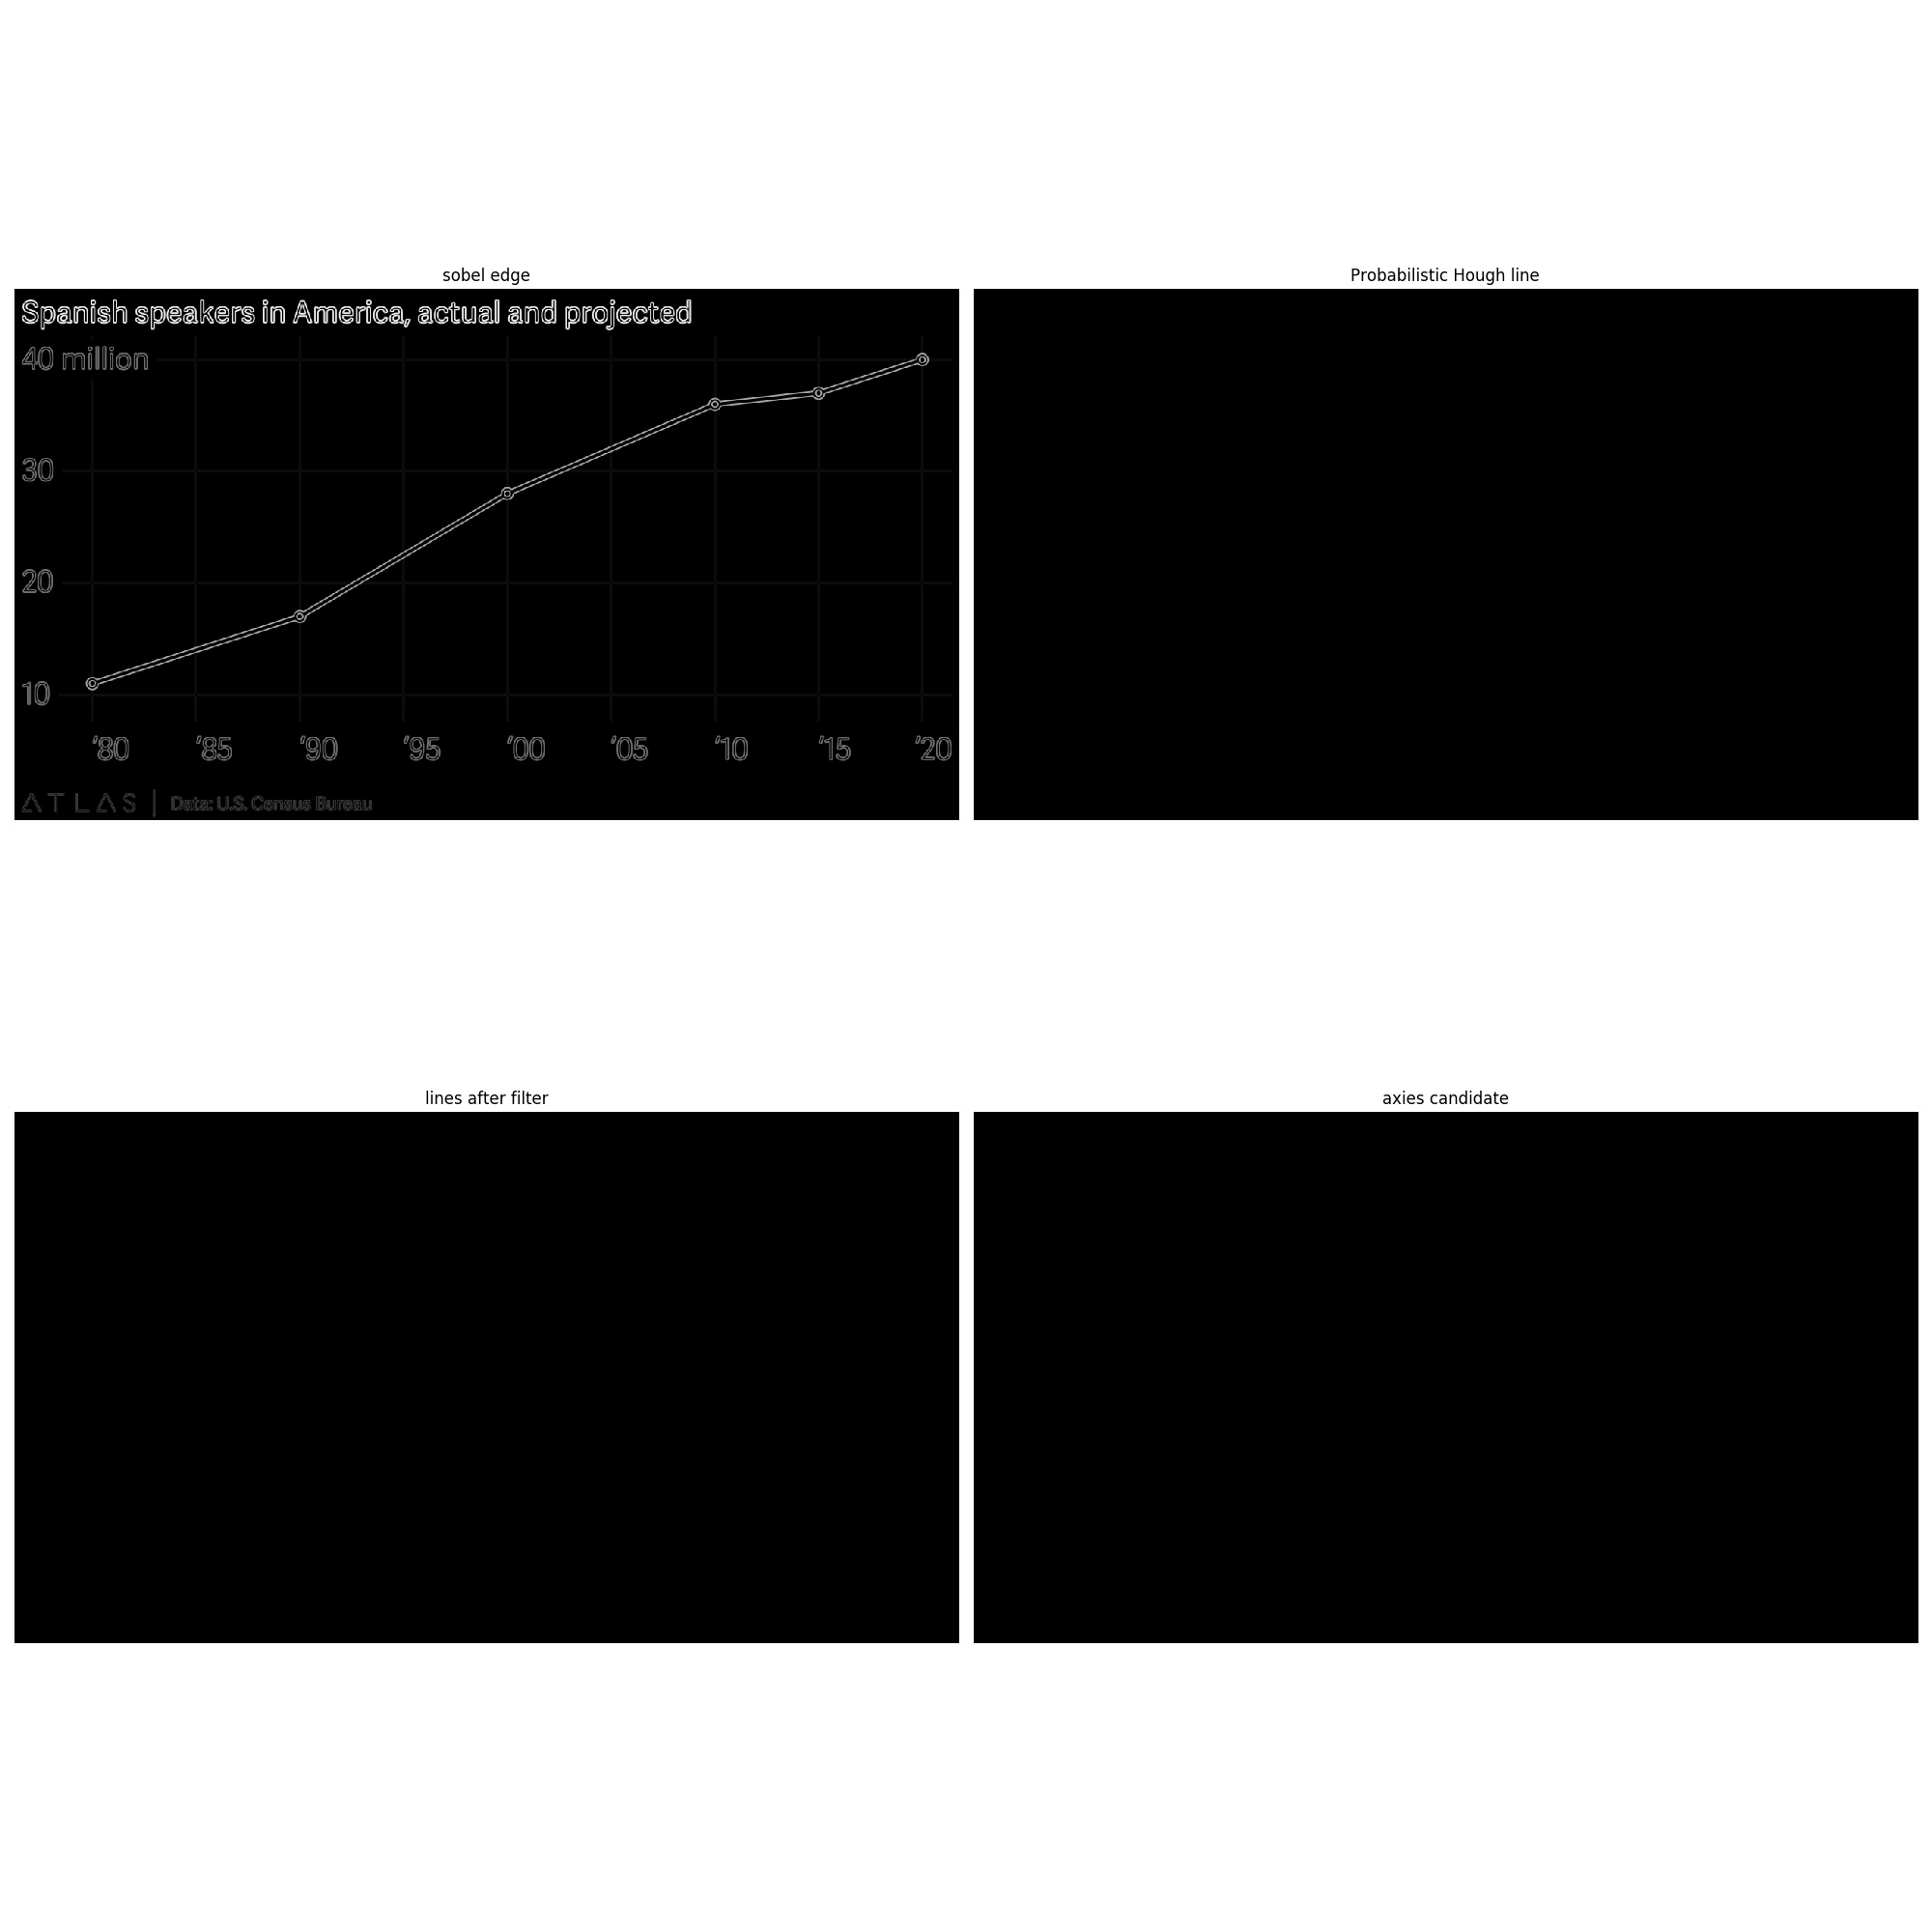 sobel edge
Probabilistic Hough line
Spanish speakers in America, actual and projected
40 million
30
20
10
‘80 ‘85 ‘90 ‘95 ‘00 ‘05 ‘10 ‘15 ‘20
ATLAS | Data: U.S. Census Bureau
lines after filter
axies candidate